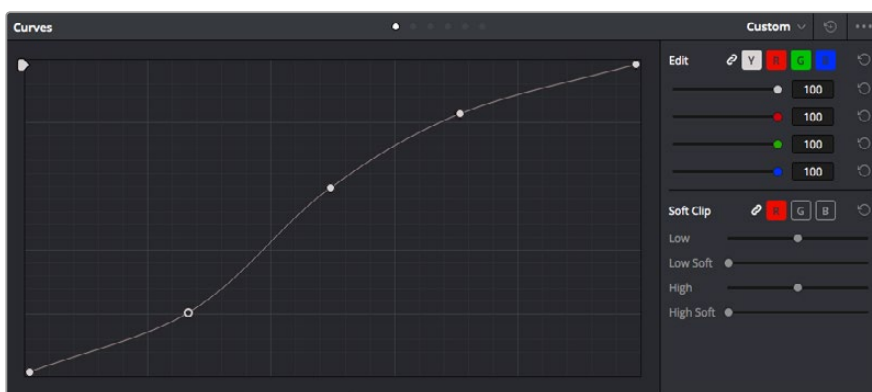 Curves
Custom
Edit Y R G B
100
100
100
100
Soft Clip R G B
Low
Low Soft
High
High Soft